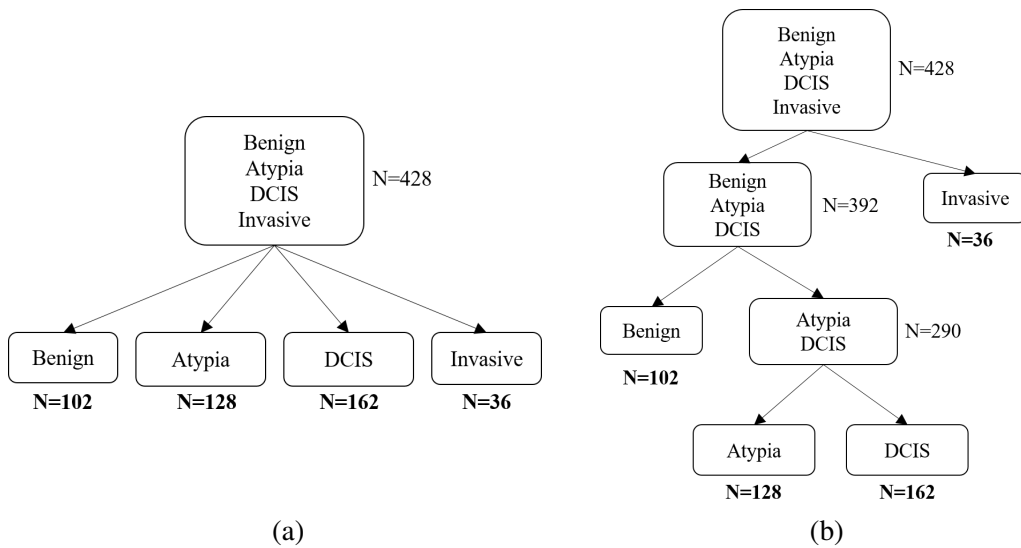 Benign
Atypia
DCIS
Invasive
N=428
Benign
Atypia
DCIS
Invasive
N=102
N=128
N=162
N=36
(a)
Benign
Atypia
DCIS
Invasive
N=428
Benign
Atypia
DCIS
N=392
Invasive
N=36
Benign
N=102
Atypia
DCIS
N=290
Atypia
DCIS
N=128
N=162
(b)